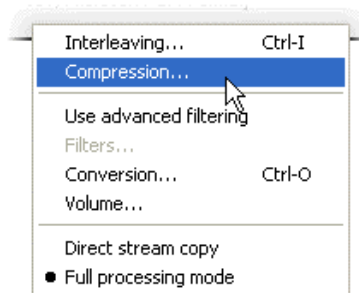 Interleaving... Ctrl-I
Compression...
Use advanced filtering
Filters...
Conversion... Ctrl-O
Volume...
Direct stream copy
Full processing mode